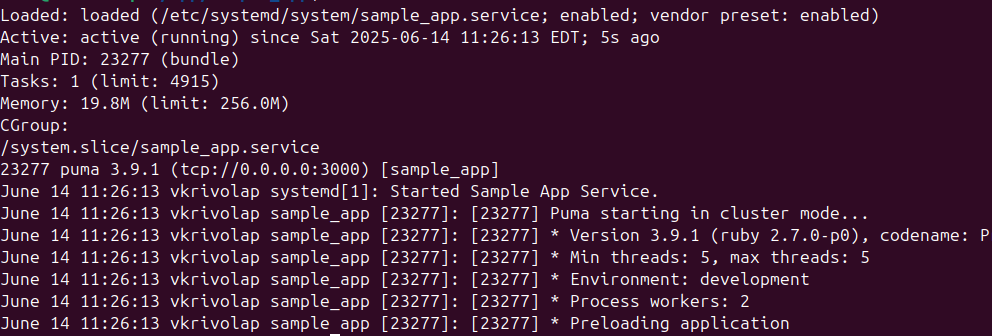 Loaded: loaded (/etc/systemd/system/sample_app.service; enabled; vendor preset: enabled)
Active: active (running) since Sat 2025-06-14 11:26:13 EDT; 5s ago
Main PID: 23277 (bundle)
Tasks: 1 (limit: 4915)
Memory: 19.8M (limit: 256.0M)
CGroup:
/system.slice/sample_app.service
23277 puma 3.9.1 (tcp://0.0.0.0:3000) [sample_app]
June 14 11:26:13 vkrivolap systemd[1]: Started Sample App Service.
June 14 11:26:13 vkrivolap sample_app [23277]: [23277] Puma starting in cluster mode...
June 14 11:26:13 vkrivolap sample_app [23277]: [23277] * Version 3.9.1 (ruby 2.7.0-p0), codename: P
June 14 11:26:13 vkrivolap sample_app [23277]: [23277] * Min threads: 5, max threads: 5
June 14 11:26:13 vkrivolap sample_app [23277]: [23277] * Environment: development
June 14 11:26:13 vkrivolap sample_app [23277]: [23277] * Process workers: 2
June 14 11:26:13 vkrivolap sample_app [23277]: [23277] * Preloading application